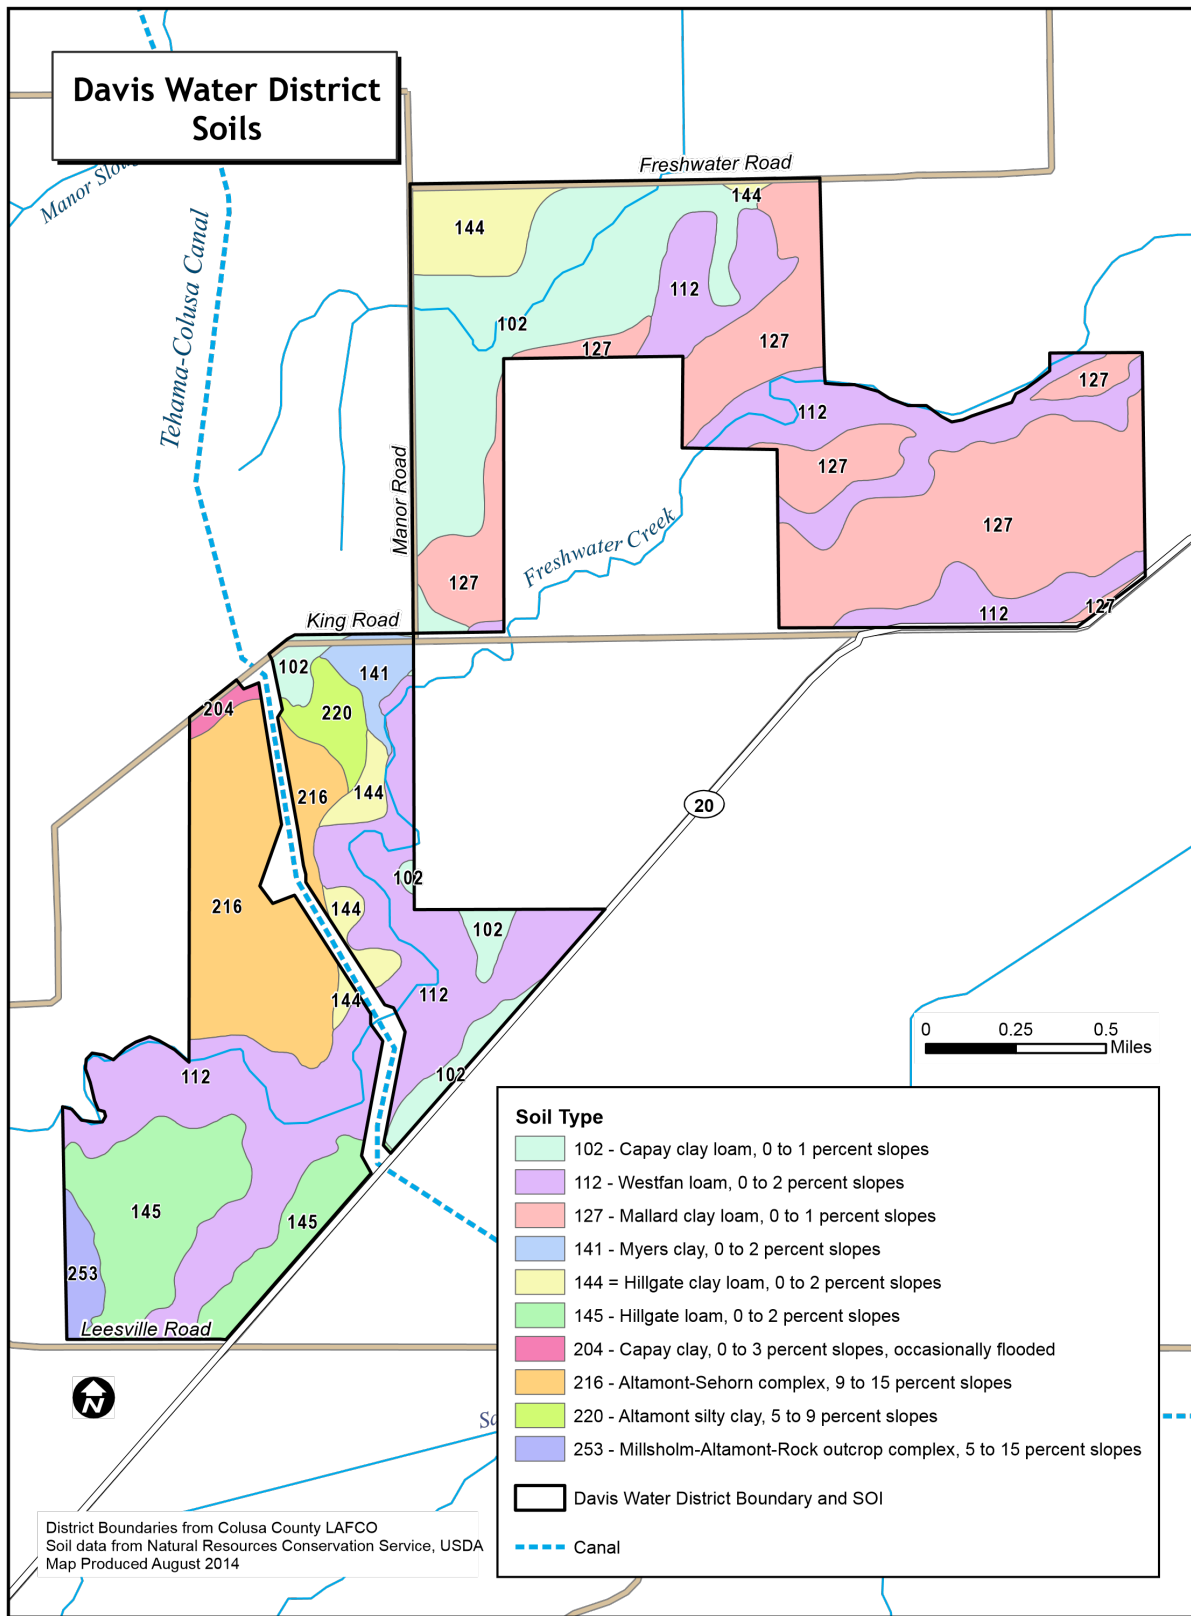 Davis Water District
Soils
Freshwater Road
Manor
Tehama-Colusa Canal
144
144
112
102
127
127
127
112
127
Manor Road
127
Freshwater Creek
127
112
127
King Road
102
141
204
220
216
144
20
102
216
144
102
144
112
0 0.25 0.5
Miles
112
102
145
145
253
Leesville Road
N
Soil Type
102 - Capay clay loam, 0 to 1 percent slopes
112 - Westfan loam, 0 to 2 percent slopes
127 - Mallard clay loam, 0 to 1 percent slopes
141 - Myers clay, 0 to 2 percent slopes
144 = Hillgate clay loam, 0 to 2 percent slopes
145 - Hillgate loam, 0 to 2 percent slopes
204 - Capay clay, 0 to 3 percent slopes, occasionally flooded
216 - Altamont-Sehorn complex, 9 to 15 percent slopes
220 - Altamont silty clay, 5 to 9 percent slopes
253 - Millsholm-Altamont-Rock outcrop complex, 5 to 15 percent slopes
Davis Water District Boundary and SOI
Canal
District Boundaries from Colusa County LAFCO
Soil data from Natural Resources Conservation Service, USDA
Map Produced August 2014